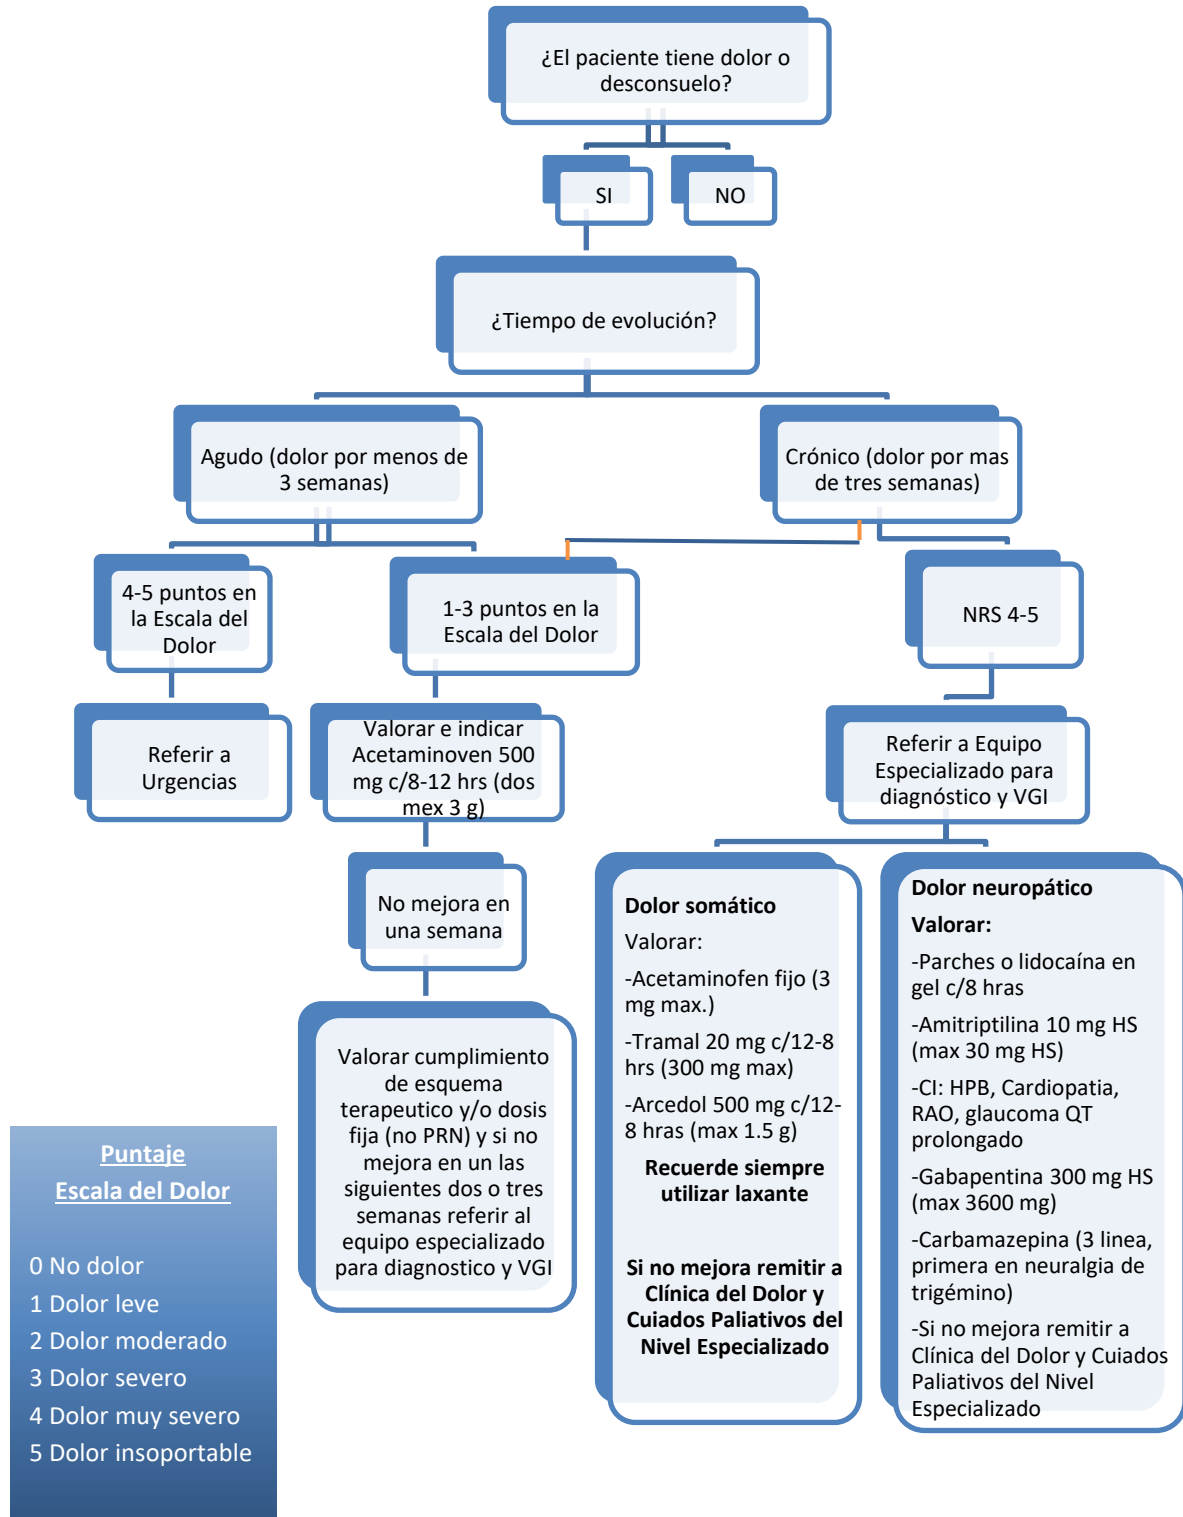 ¿El paciente tiene dolor o
desconsuelo?
SI
NO
¿Tiempo de evolución?
Agudo (dolor por menos de
3 semanas)
Crónico (dolor por mas
de tres semanas)
4-5 puntos en
la Escala del
Dolor
1-3 puntos en la
Escala del Dolor
NRS 4-5
Referir a
Urgencias
Valorar e indicar
Acetaminoven 500
mg c/8-12 hrs (dos
mex 3 g)
Referir a Equipo
Especializado para
diagnóstico y VGI
No mejora en
una semana
Valorar cumplimiento
de esquema
terapeutico y/o dosis
fija (no PRN) y si no
mejora en un las
siguientes dos o tres
semanas referir al
equipo especializado
para diagnostico y VGI
Dolor somático
Valorar:
-Acetaminofen fijo (3
mg max.)
-Tramal 20 mg c/12-8
hrs (300 mg max)
-Arcedol 500 mg c/12-
8 hras (max 1.5 g)
Recuerde siempre
utilizar laxante
Si no mejora remitir a
Clínica del Dolor y
Cuiados Paliativos del
Nivel Especializado
Dolor neuropático
Valorar:
-Parches o lidocaína en
gel c/8 hras
-Amitriptilina 10 mg HS
(max 30 mg HS)
-CI: HPB, Cardiopatia,
RAO, glaucoma QT
prolongado
-Gabapentina 300 mg HS
(max 3600 mg)
-Carbamazepina (3 linea,
primera en neuralgia de
trigémino)
-Si no mejora remitir a
Clínica del Dolor y Cuiados
Paliativos del Nivel
Especializado
Puntaje
Escala del Dolor
0 No dolor
1 Dolor leve
2 Dolor moderado
3 Dolor severo
4 Dolor muy severo
5 Dolor insoportable